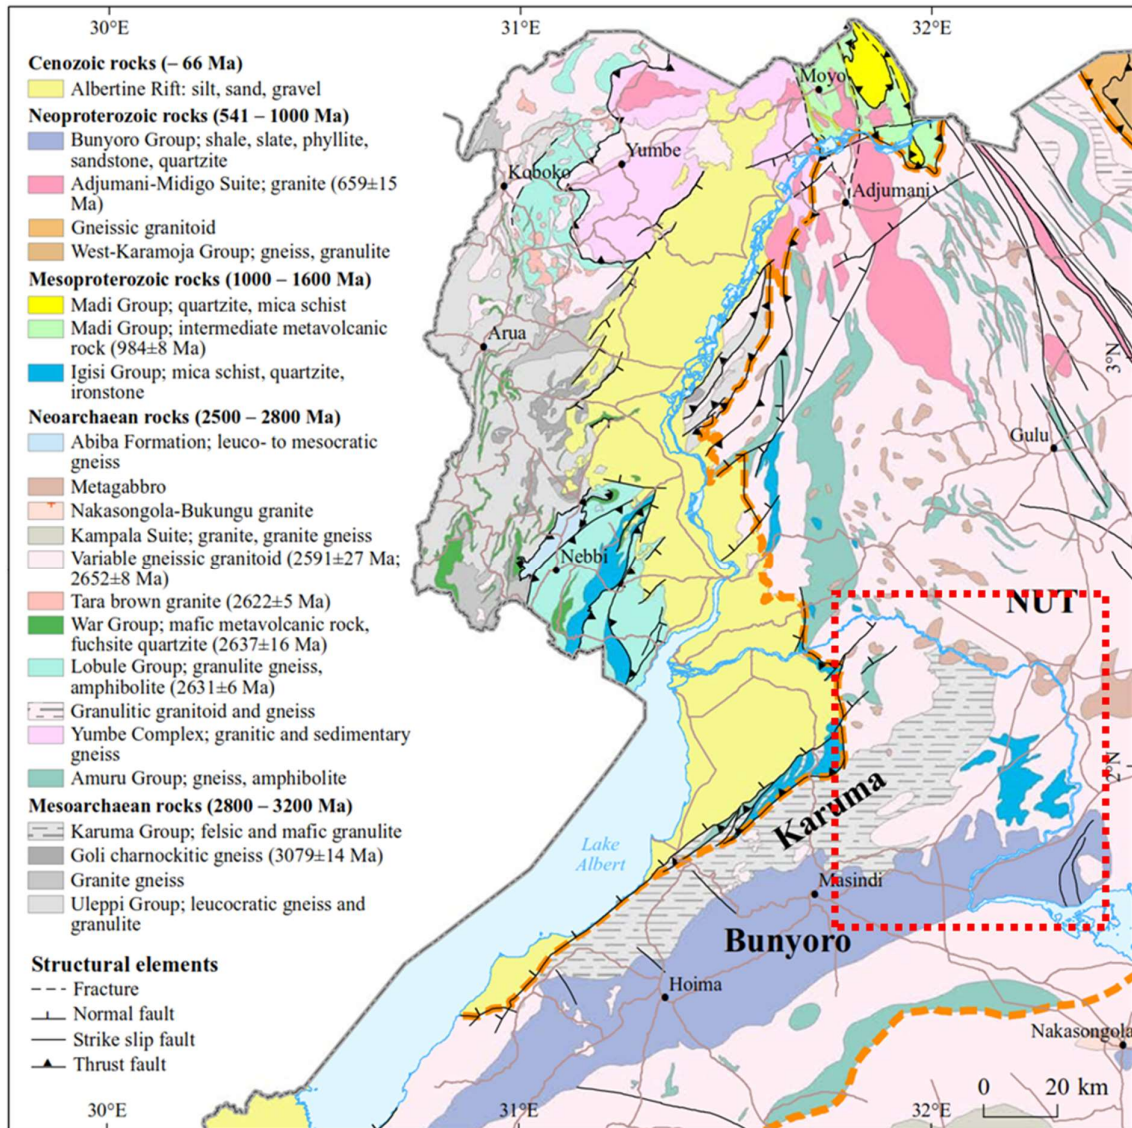 30°E
31°E
32°E
Cenozoic rocks (– 66 Ma)
Albertine Rift: silt, sand, gravel
Neoproterozoic rocks (541 – 1000 Ma)
Bunyoro Group; shale, slate, phyllite,
sandstone, quartzite
Adjumani-Midigo Suite; granite (659±15
Ma)
Gneissic granitoid
West-Karamoja Group; gneiss, granulite
Mesoproterozoic rocks (1000 – 1600 Ma)
Madi Group; quartzite, mica schist
Madi Group; intermediate metavolcanic
rock (984±8 Ma)
Igisi Group; mica schist, quartzite,
ironstone
Neoarchaean rocks (2500 – 2800 Ma)
Abiba Formation; leuco- to mesocratic
gneiss
Metagabbro
Nakasongola-Bukungu granite
Kampala Suite; granite, granite gneiss
Variable gneissic granitoid (2591±27 Ma;
2652±8 Ma)
Tara brown granite (2622±5 Ma)
War Group; mafic metavolcanic rock,
fuchsite quartzite (2637±16 Ma)
Lobule Group; granulite gneiss,
amphibolite (2631±6 Ma)
Granulitic granitoid and gneiss
Yumbe Complex; granitic and sedimentary
gneiss
Amuru Group; gneiss, amphibolite
Mesoarchaean rocks (2800 – 3200 Ma)
Karuma Group; felsic and mafic granulite
Goli charnockitic gneiss (3079±14 Ma)
Granite gneiss
Uleppi Group; leucocratic gneiss and
granulite
Structural elements
Fracture
Normal fault
Strike slip fault
Thrust fault
Moyo
Yumbe
Koboko
Adjumani
Arua
3°N
Gulu
Nebbi
NUT
2°N
Karuma
Lake
Albert
Masindi
Bunyoro
Hoima
Nakasongola
0 20 km
30°E
31°E
32°E